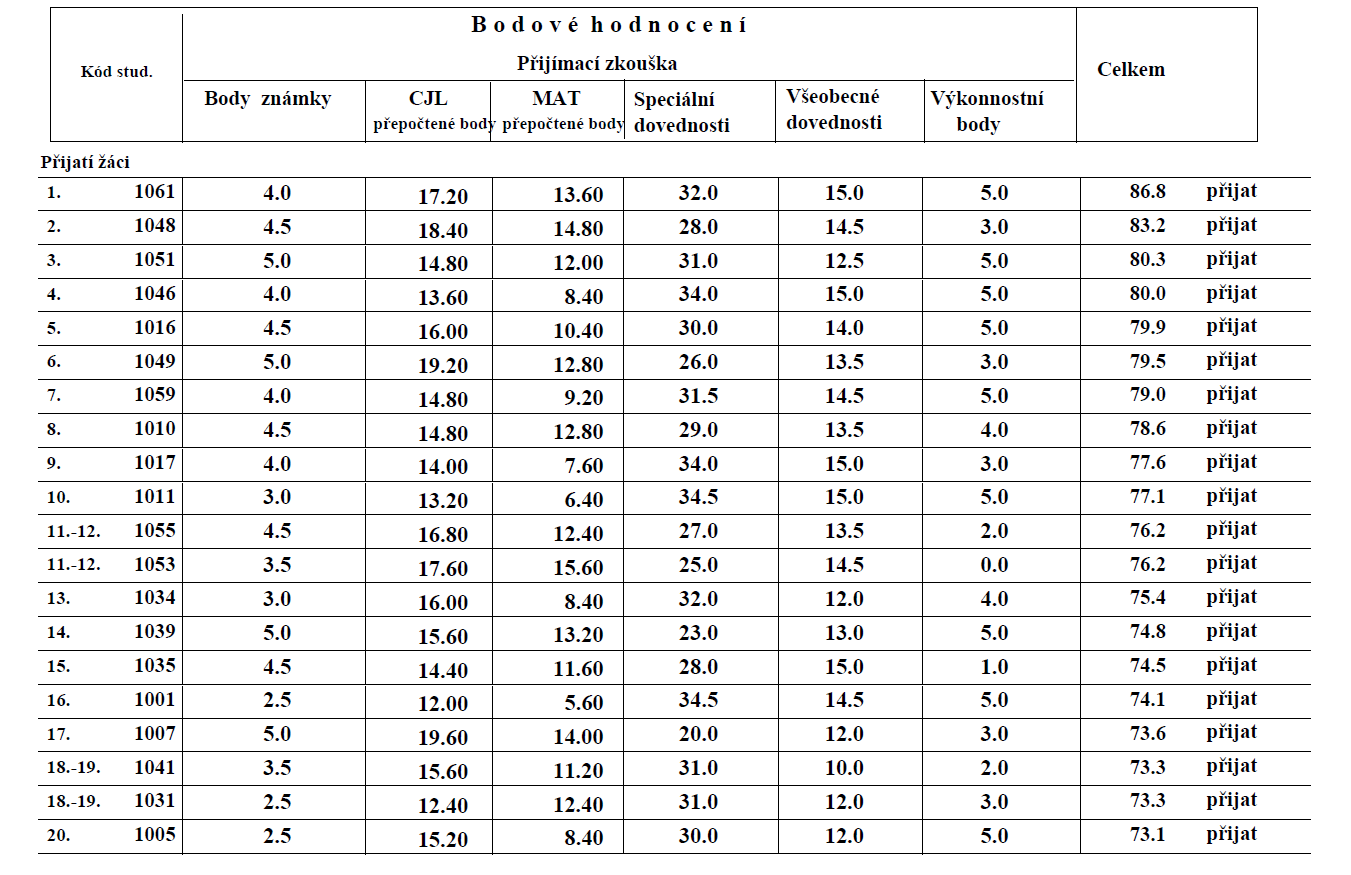 Bodové hodnocení
Přijímací zkouška
Kód stud.
Celkem
Body známky CJL MAT Speciální Všeobecné Výkonnostní
přepočtené body přepočtené body dovednosti dovednosti body
Přijatí žáci
1. 1061 4.0 17.20 13.60 32.0 15.0 5.0 86.8 přijat
2. 1048 4.5 18.40 14.80 28.0 14.5 3.0 83.2 přijat
3. 1051 5.0 14.80 12.00 31.0 12.5 5.0 80.3 přijat
4. 1046 4.0 13.60 8.40 34.0 15.0 5.0 80.0 přijat
5. 1016 4.5 16.00 10.40 30.0 14.0 5.0 79.9 přijat
6. 1049 5.0 19.20 12.80 26.0 13.5 3.0 79.5 přijat
7. 1059 4.0 14.80 9.20 31.5 14.5 5.0 79.0 přijat
8. 1010 4.5 14.80 12.80 29.0 13.5 4.0 78.6 přijat
9. 1017 4.0 14.00 7.60 34.0 15.0 3.0 77.6 přijat
10. 1011 3.0 13.20 6.40 34.5 15.0 5.0 77.1 přijat
11.-12. 1055 4.5 16.80 12.40 27.0 13.5 2.0 76.2 přijat
11.-12. 1053 3.5 17.60 15.60 25.0 14.5 0.0 76.2 přijat
13. 1034 3.0 16.00 8.40 32.0 12.0 4.0 75.4 přijat
14. 1039 5.0 15.60 13.20 23.0 13.0 5.0 74.8 přijat
15. 1035 4.5 14.40 11.60 28.0 15.0 1.0 74.5 přijat
16. 1001 2.5 12.00 5.60 34.5 14.5 5.0 74.1 přijat
17. 1007 5.0 19.60 14.00 20.0 12.0 3.0 73.6 přijat
18.-19. 1041 3.5 15.60 11.20 31.0 10.0 2.0 73.3 přijat
18.-19. 1031 2.5 12.40 12.40 31.0 12.0 3.0 73.3 přijat
20. 1005 2.5 15.20 8.40 30.0 12.0 5.0 73.1 přijat